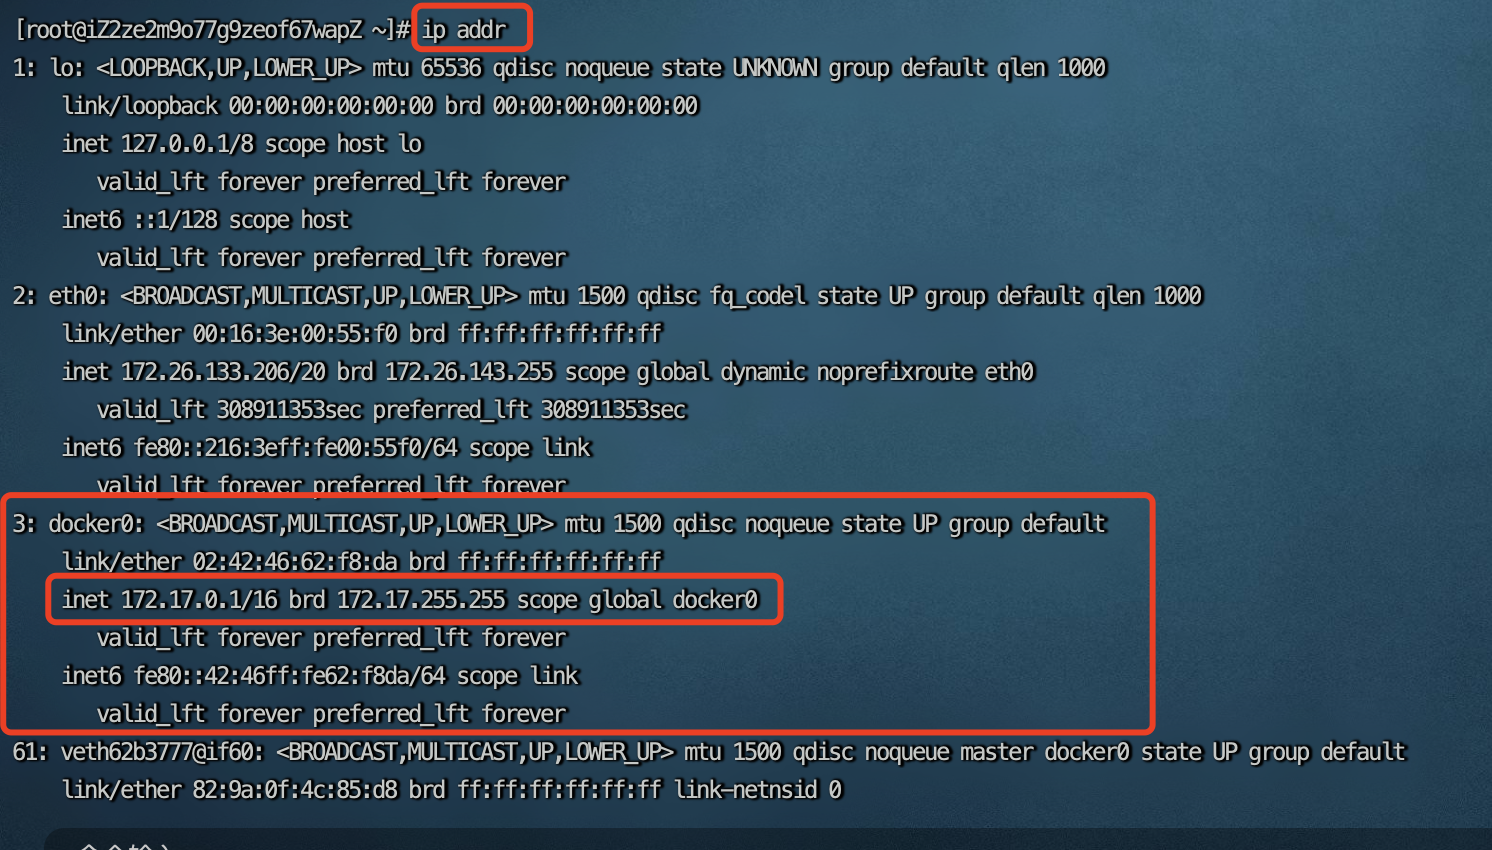 [root@iZ2ze2m9o77g9zeof67wapZ ~]# ip addr
1: lo: <LOOPBACK,UP,LOWER_UP> mtu 65536 qdisc noqueue state UNKNOWN group default qlen 1000
link/loopback 00:00:00:00:00:00 brd 00:00:00:00:00:00
inet 127.0.0.1/8 scope host lo
valid_lft forever preferred_lft forever
inet6 ::1/128 scope host
valid_lft forever preferred_lft forever
2: eth0: <BROADCAST,MULTICAST,UP,LOWER_UP> mtu 1500 qdisc fq_codel state UP group default qlen 1000
link/ether 00:16:3e:00:55:f0 brd ff:ff:ff:ff:ff:ff
inet 172.26.133.206/20 brd 172.26.143.255 scope global dynamic noprefixroute eth0
valid_lft 308911353sec preferred_lft 308911353sec
inet6 fe80::216:3eff:fe00:55f0/64 scope link
valid_lft forever preferred_lft forever
3: docker0: <BROADCAST,MULTICAST,UP,LOWER_UP> mtu 1500 qdisc noqueue state UP group default
link/ether 02:42:46:62:f8:da brd ff:ff:ff:ff:ff:ff
inet 172.17.0.1/16 brd 172.17.255.255 scope global docker0
valid_lft forever preferred_lft forever
inet6 fe80::42:46ff:fe62:f8da/64 scope link
valid_lft forever preferred_lft forever
61: veth62b3777@if60: <BROADCAST,MULTICAST,UP,LOWER_UP> mtu 1500 qdisc noqueue master docker0 state UP group default
link/ether 82:9a:0f:4c:85:d8 brd ff:ff:ff:ff:ff:ff link-netnsid 0